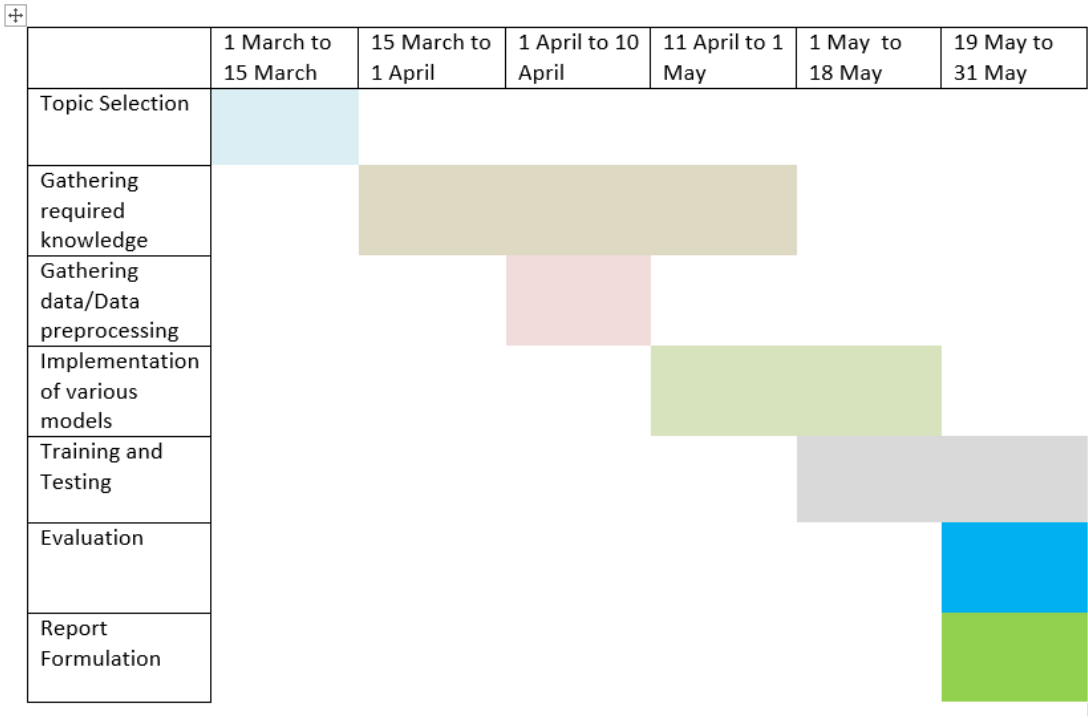 1 March to
15 March
15 March to
1 April
1 April to 10
April
11 April to 1
May
1 May  to
18 May
19 May to
31 May
Topic Selection
Gathering
required
knowledge
Gathering
data/Data
preprocessing
Implementation
of various
models
Training and
Testing
Evaluation
Report
Formulation